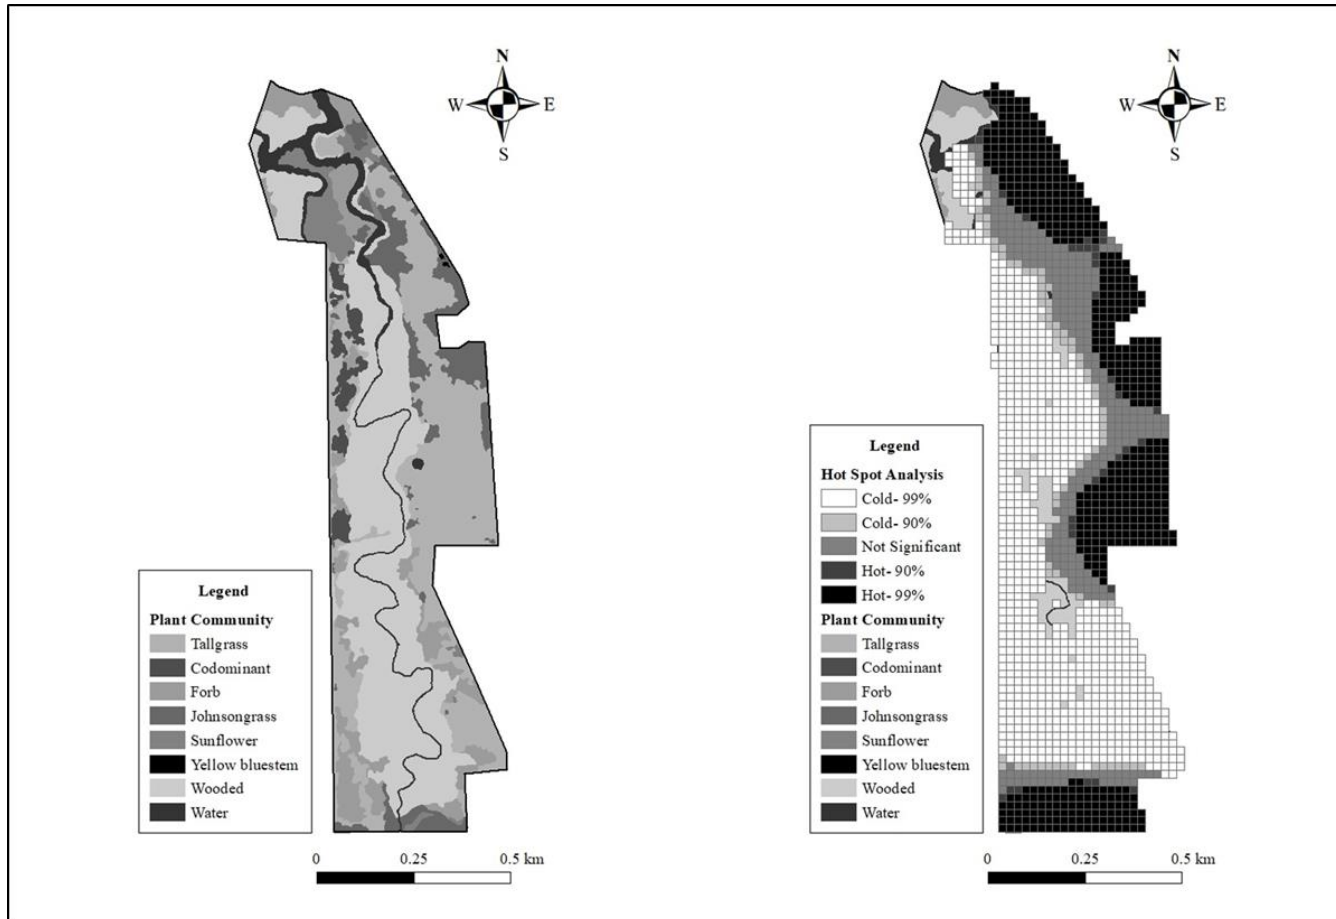 N
W E
S
Legend
Plant Community
Tallgrass
Codominant
Forb
Johnsongrass
Sunflower
Yellow bluestem
Wooded
Water
0 0.25 0.5 km
N
W E
S
Legend
Hot Spot Analysis
Cold- 99%
Cold- 90%
Not Significant
Hot- 90%
Hot- 99%
Plant Community
Tallgrass
Codominant
Forb
Johnsongrass
Sunflower
Yellow bluestem
Wooded
Water
0 0.25 0.5 km